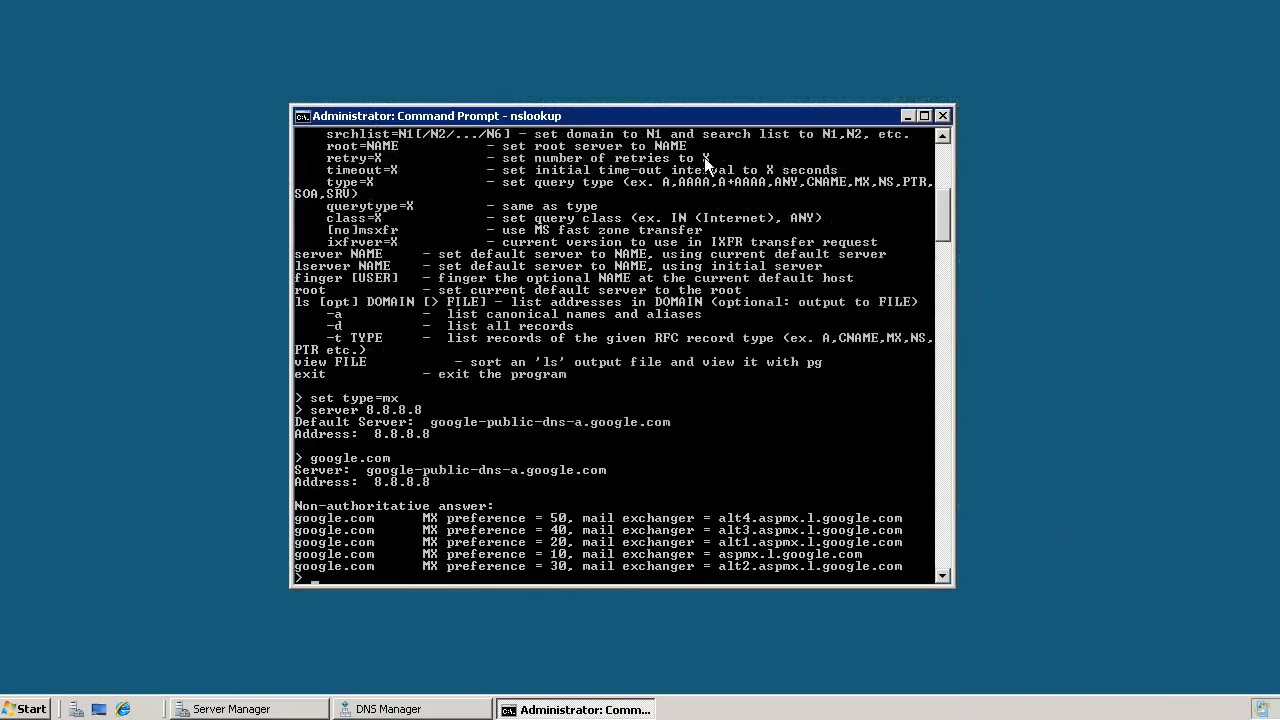 Administrator: Command Prompt - nslookup
srchlist=N1[/N2/.../N6] - set domain to N1 and search list to N1,N2, etc.
root=NAME - set root server to NAME
retry=X - set number of retries to X
timeout=X - set initial time-out interval to X seconds
type=X - set query type (ex. A,AAAA,A+AAAA,ANY,CNAME,MX,NS,PTR,
SOA,SRV)
querytype=X - same as type
class=X - set query class (ex. IN (Internet), ANY)
[no]msxfr - use MS fast zone transfer
ixfrver=X - current version to use in IXFR transfer request
server NAME - set default server to NAME, using current default server
lserver NAME - set default server to NAME, using initial server
finger [USER] - finger the optional NAME at the current default host
root - set current default server to the root
ls [opt] DOMAIN [> FILE] - list addresses in DOMAIN (optional: output to FILE)
-a - list canonical names and aliases
-d - list all records
-t TYPE - list records of the given RFC record type (ex. A,CNAME,MX,NS,
PTR etc.)
view FILE - sort an 'ls' output file and view it with pg
exit - exit the program
> set type=mx
> server 8.8.8.8
Default Server: google-public-dns-a.google.com
Address: 8.8.8.8
> google.com
Server: google-public-dns-a.google.com
Address: 8.8.8.8
Non-authoritative answer:
google.com MX preference = 50, mail exchanger = alt4.aspmx.l.google.com
google.com MX preference = 40, mail exchanger = alt3.aspmx.l.google.com
google.com MX preference = 20, mail exchanger = alt1.aspmx.l.google.com
google.com MX preference = 10, mail exchanger = aspmx.l.google.com
google.com MX preference = 30, mail exchanger = alt2.aspmx.l.google.com
> _
Start Server Manager DNS Manager Administrator: Comm...